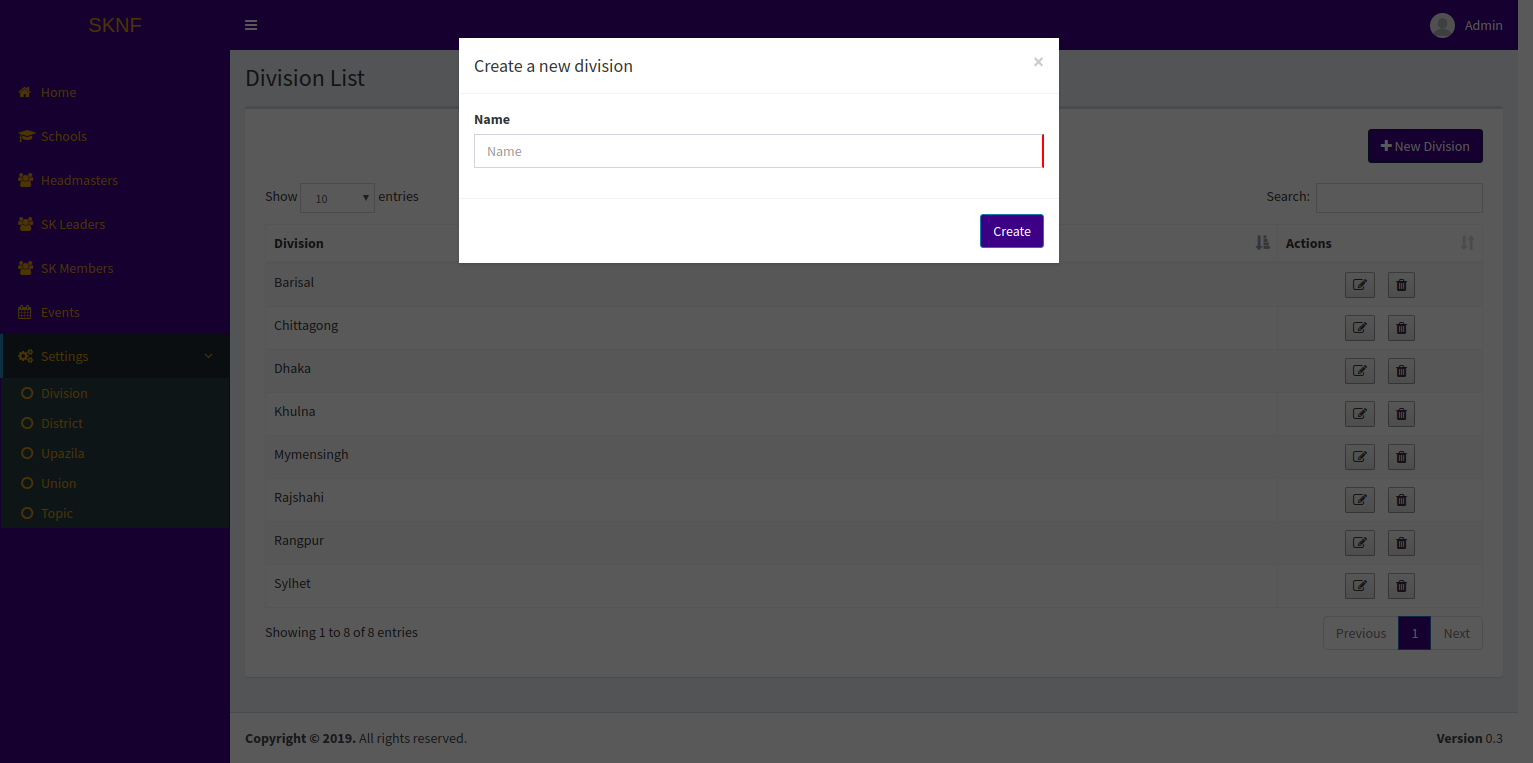 SKNF
Admin
Home
Schools
Headmasters
SK Leaders
SK Members
Events
Settings
Division
District
Upazila
Union
Topic
Division List
Create a new division
×
Name
Name
Create
New Division
Show 10 entries
Search:
Division Actions
Barisal
Chittagong
Dhaka
Khulna
Mymensingh
Rajshahi
Rangpur
Sylhet
Showing 1 to 8 of 8 entries
Previous 1 Next
Copyright © 2019. All rights reserved.
Version 0.3